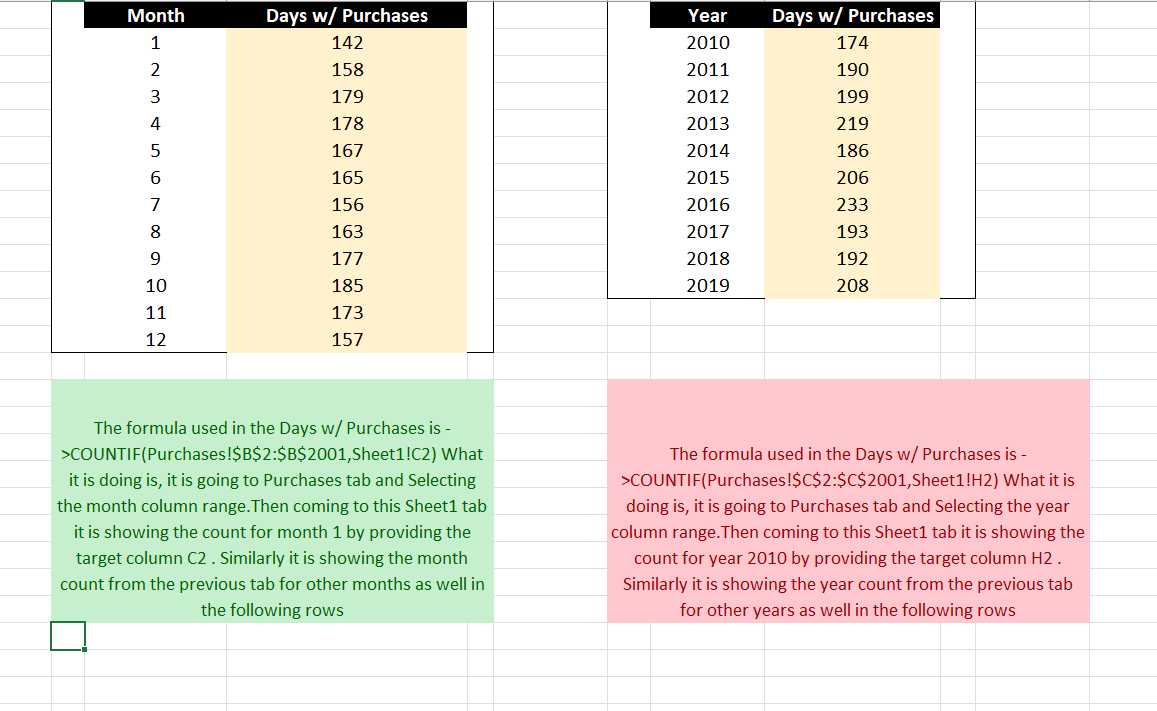 Month Days w/ Purchases
1 142
2 158
3 179
4 178
5 167
6 165
7 156
8 163
9 177
10 185
11 173
12 157
Year Days w/ Purchases
2010 174
2011 190
2012 199
2013 219
2014 186
2015 206
2016 233
2017 193
2018 192
2019 208
The formula used in the Days w/ Purchases is -
>COUNTIF(Purchases!$B$2:$B$2001,Sheet1!C2) What
it is doing is, it is going to Purchases tab and Selecting
the month column range.Then coming to this Sheet1 tab
it is showing the count for month 1 by providing the
target column C2 . Similarly it is showing the month
count from the previous tab for other months as well in
the following rows
The formula used in the Days w/ Purchases is -
>COUNTIF(Purchases!$C$2:$C$2001,Sheet1!H2) What it is
doing is, it is going to Purchases tab and Selecting the year
column range.Then coming to this Sheet1 tab it is showing the
count for year 2010 by providing the target column H2 .
Similarly it is showing the year count from the previous tab
for other years as well in the following rows